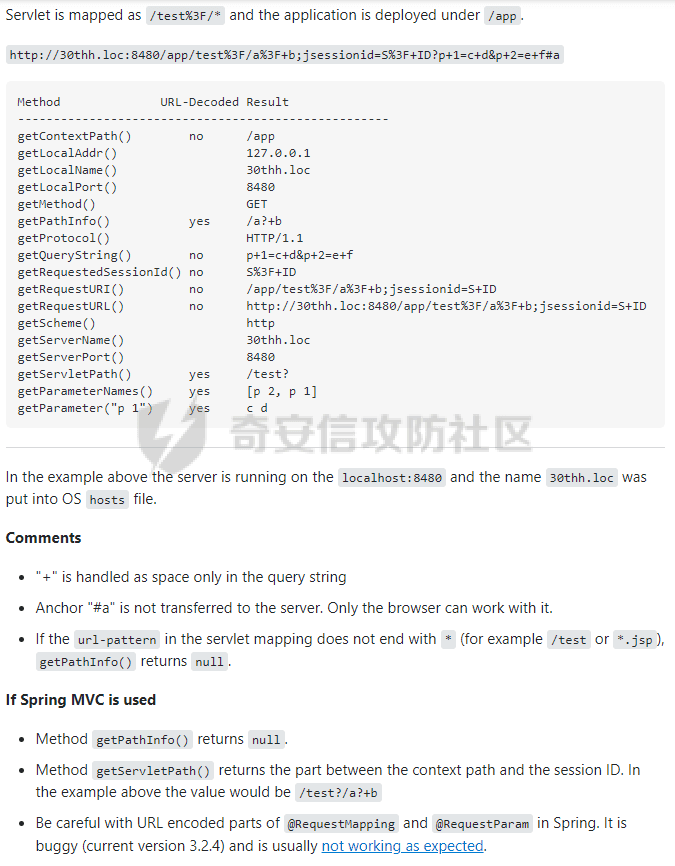 Servlet is mapped as /test%3F/* and the application is deployed under /app.
http://30thh.loc:8480/app/test%3F/a%3F+b;jsessionid=S%3F+ID?p+1=c+d&p+2=e+f#a
Method URL-Decoded Result
----------------------------------------------------
getContextPath() no /app
getLocalAddr() 127.0.0.1
getLocalName() 30thh.loc
getLocalPort() 8480
getMethod() GET
getPathInfo() yes /a?+b
getProtocol() HTTP/1.1
getQueryString() no p+1=c+d&p+2=e+f
getRequestedSessionId() no S%3F+ID
getRequestURI() no /app/test%3F/a%3F+b;jsessionid=S+ID
getRequestURL() no http://30thh.loc:8480/app/test%3F/a%3F+b;jsessionid=S+ID
getScheme() http
getServerName() 30thh.loc
getServerPort() 8480
getServletPath() yes /test?
getParameterNames() yes [p 2, p 1]
getParameter("p 1") yes c d
奇安信攻防社区
In the example above the server is running on the localhost:8480 and the name 30thh.loc was
put into OS hosts file.
Comments
• "+" is handled as space only in the query string
• Anchor "#a" is not transferred to the server. Only the browser can work with it.
• If the url-pattern in the servlet mapping does not end with * (for example /test or *.jsp),
getPathInfo() returns null.
If Spring MVC is used
• Method getPathInfo() returns null.
• Method getServletPath() returns the part between the context path and the session ID. In
the example above the value would be /test?/a?+b
• Be careful with URL encoded parts of @RequestMapping and @RequestParam in Spring. It is
buggy (current version 3.2.4) and is usually not working as expected.